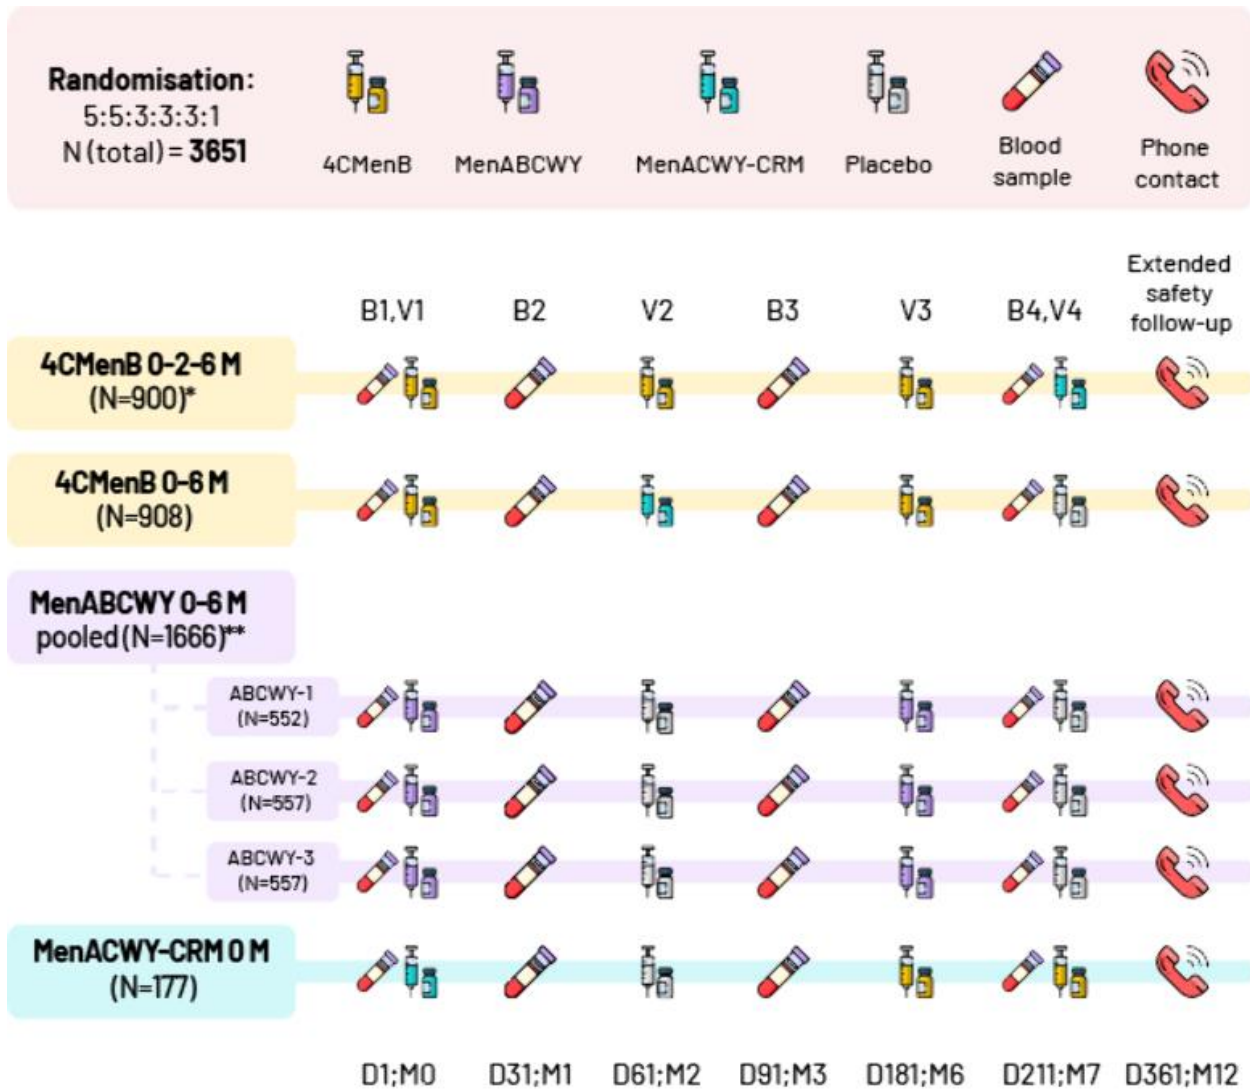 Randomisation:
5:5:3:3:3:1
N (total) = 3651
4CMenB
MenABCWY
MenACWY-CRM
Placebo
Blood
sample
Phone
contact
B1,V1
B2
V2
B3
V3
B4,V4
Extended
safety
follow-up
4CMenB 0-2-6 M
(N=900)*
4CMenB 0-6 M
(N=908)
MenABCWY 0-6 M
pooled (N=1666)**
ABCWY-1
(N=552)
ABCWY-2
(N=557)
ABCWY-3
(N=557)
MenACWY-CRM 0 M
(N=177)
D1;M0
D31;M1
D61;M2
D91;M3
D181;M6
D211;M7
D361;M12